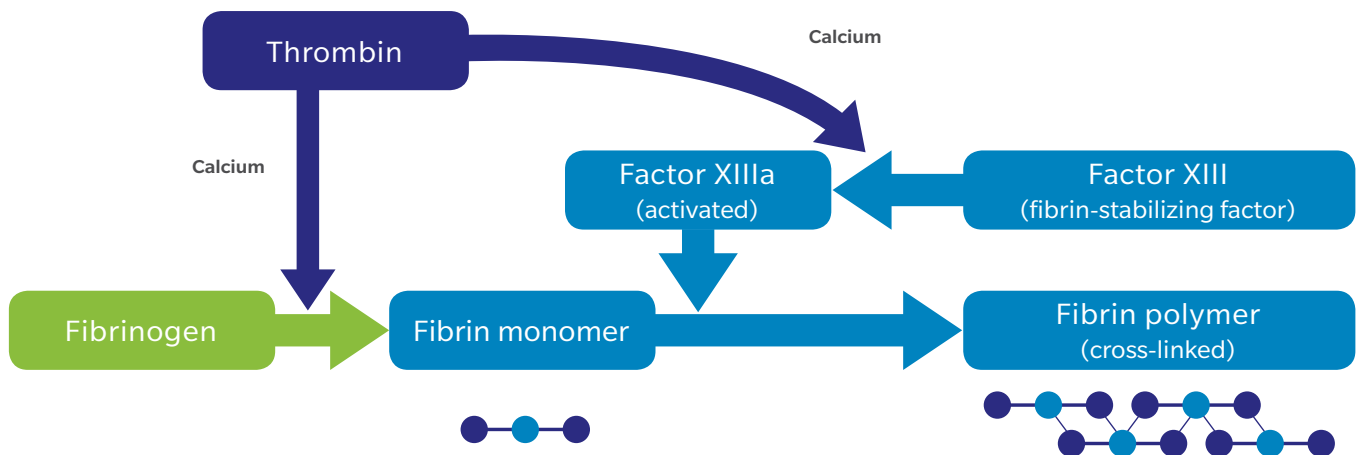 Thrombin
Calcium
Calcium
Factor XIIIa
(activated)
Factor XIII
(fibrin-stabilizing factor)
Fibrinogen
Fibrin monomer
Fibrin polymer
(cross-linked)